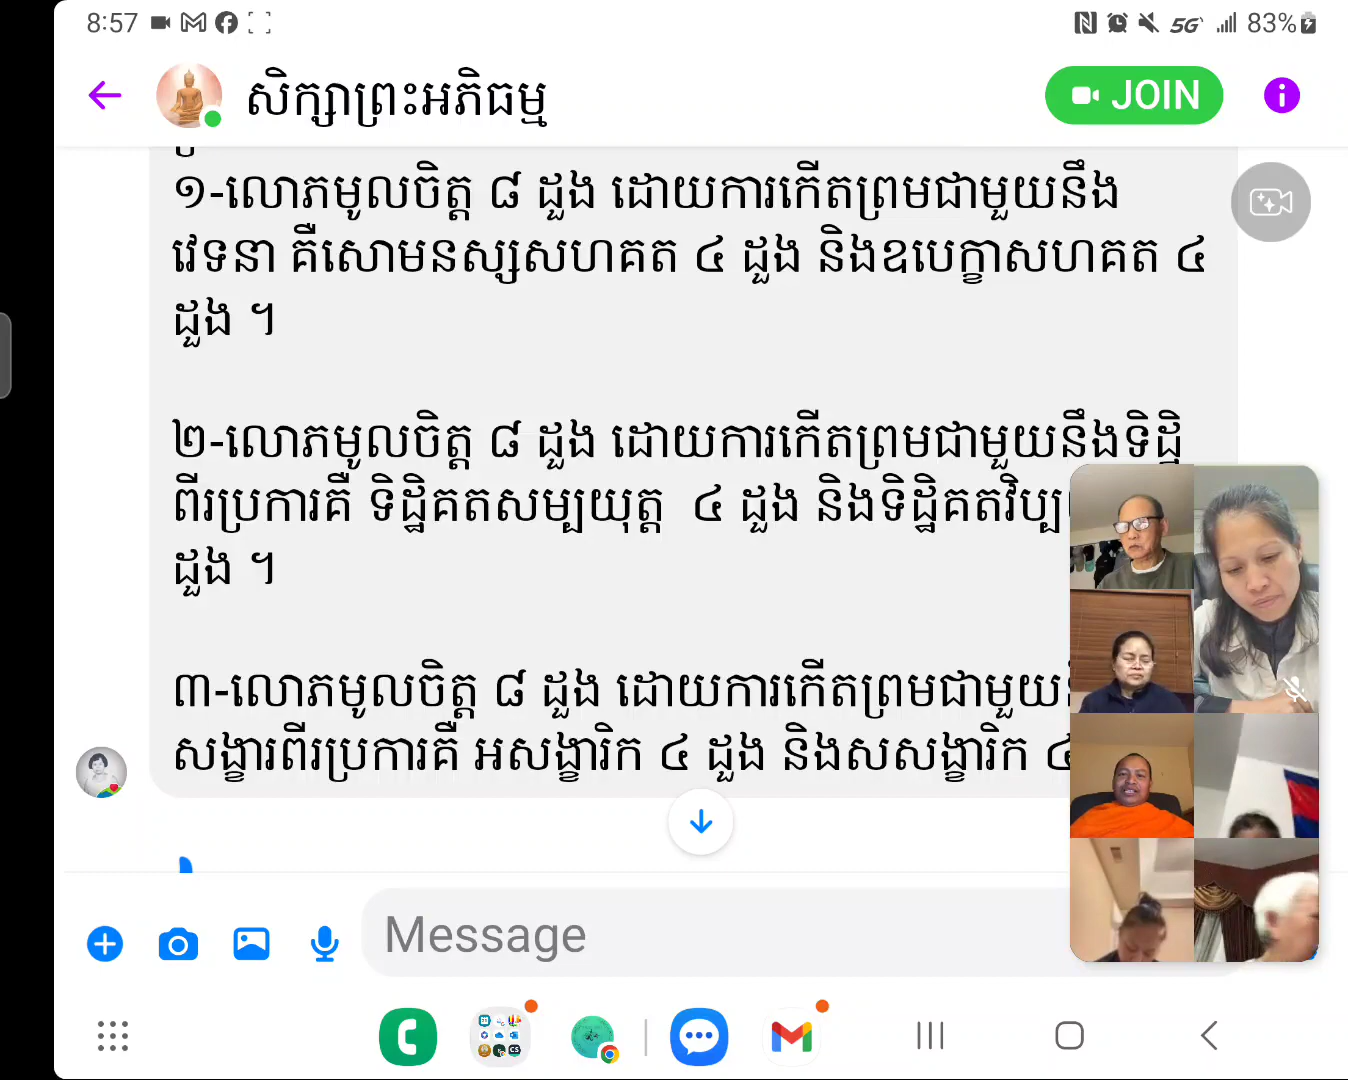 8:57
5G 83%
សិក្សាព្រះអភិធម្ម
JOIN
១-លោភមូលចិត្ត ៨ ដួង ដោយការកើតព្រមជាមួយនឹង
វេទនា គឺសោមនស្សសហគត ៤ ដួង និងឧបេក្ខាសហគត ៤
ដួង ។
២-លោភមូលចិត្ត ៨ ដួង ដោយការកើតព្រមជាមួយនឹងទិដ្ឋិ
ពីរប្រការគឺ ទិដ្ឋិគតសម្បយុត្ត ៤ ដួង និងទិដ្ឋិគតវិប្ប
ដួង ។
៣-លោភមូលចិត្ត ៨ ដួង ដោយការកើតព្រមជាមួយ
សង្ខារពីរប្រការគឺ អសង្ខារិក ៤ ដួង និងសសង្ខារិក ៤
Message